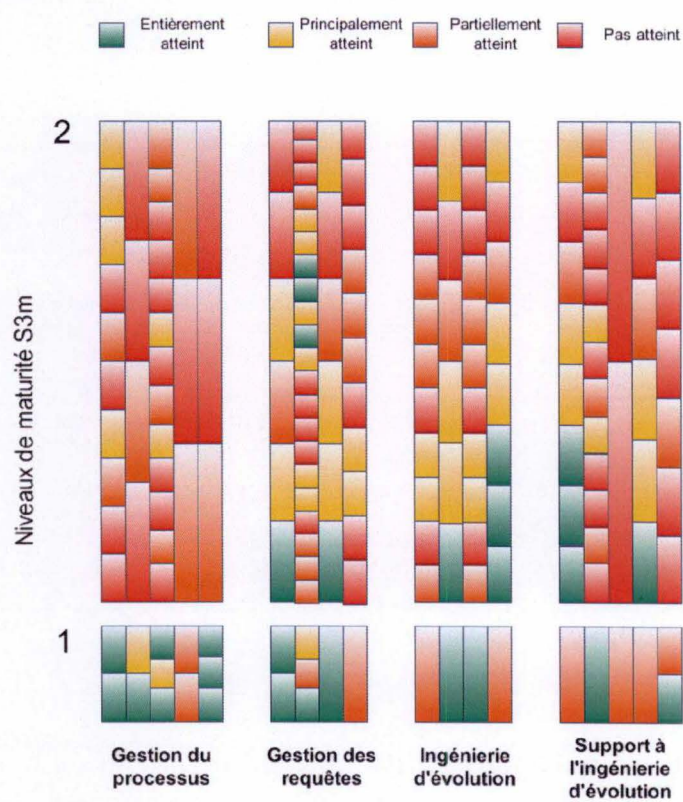 Entièrement
atteint
Principalement
atteint
Partiellement
atteint
Pas atteint
2
Niveaux de maturité S3m
1
Gestion du
processus
Gestion des
requêtes
Ingénierie
d'évolution
Support à
l'ingénierie
d'évolution